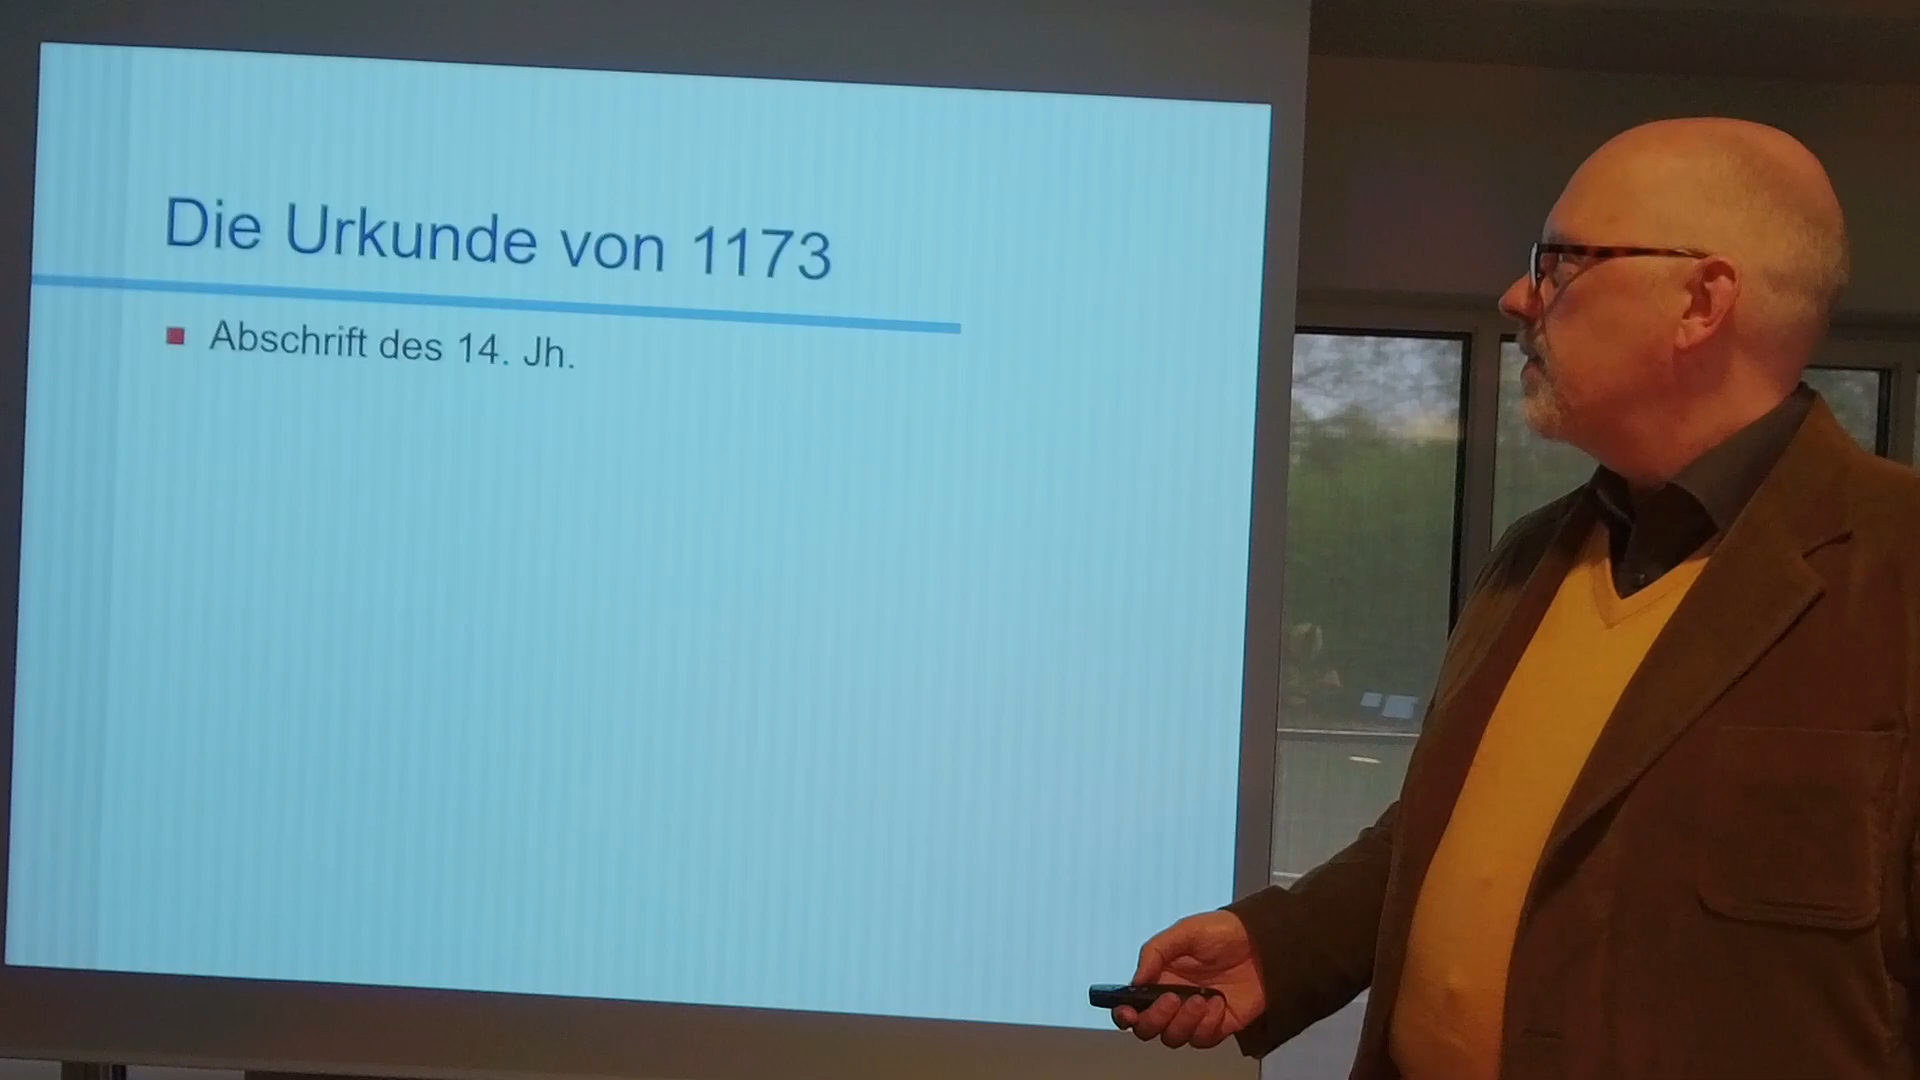 Die Urkunde von 1173
Abschrift des 14. Jh.